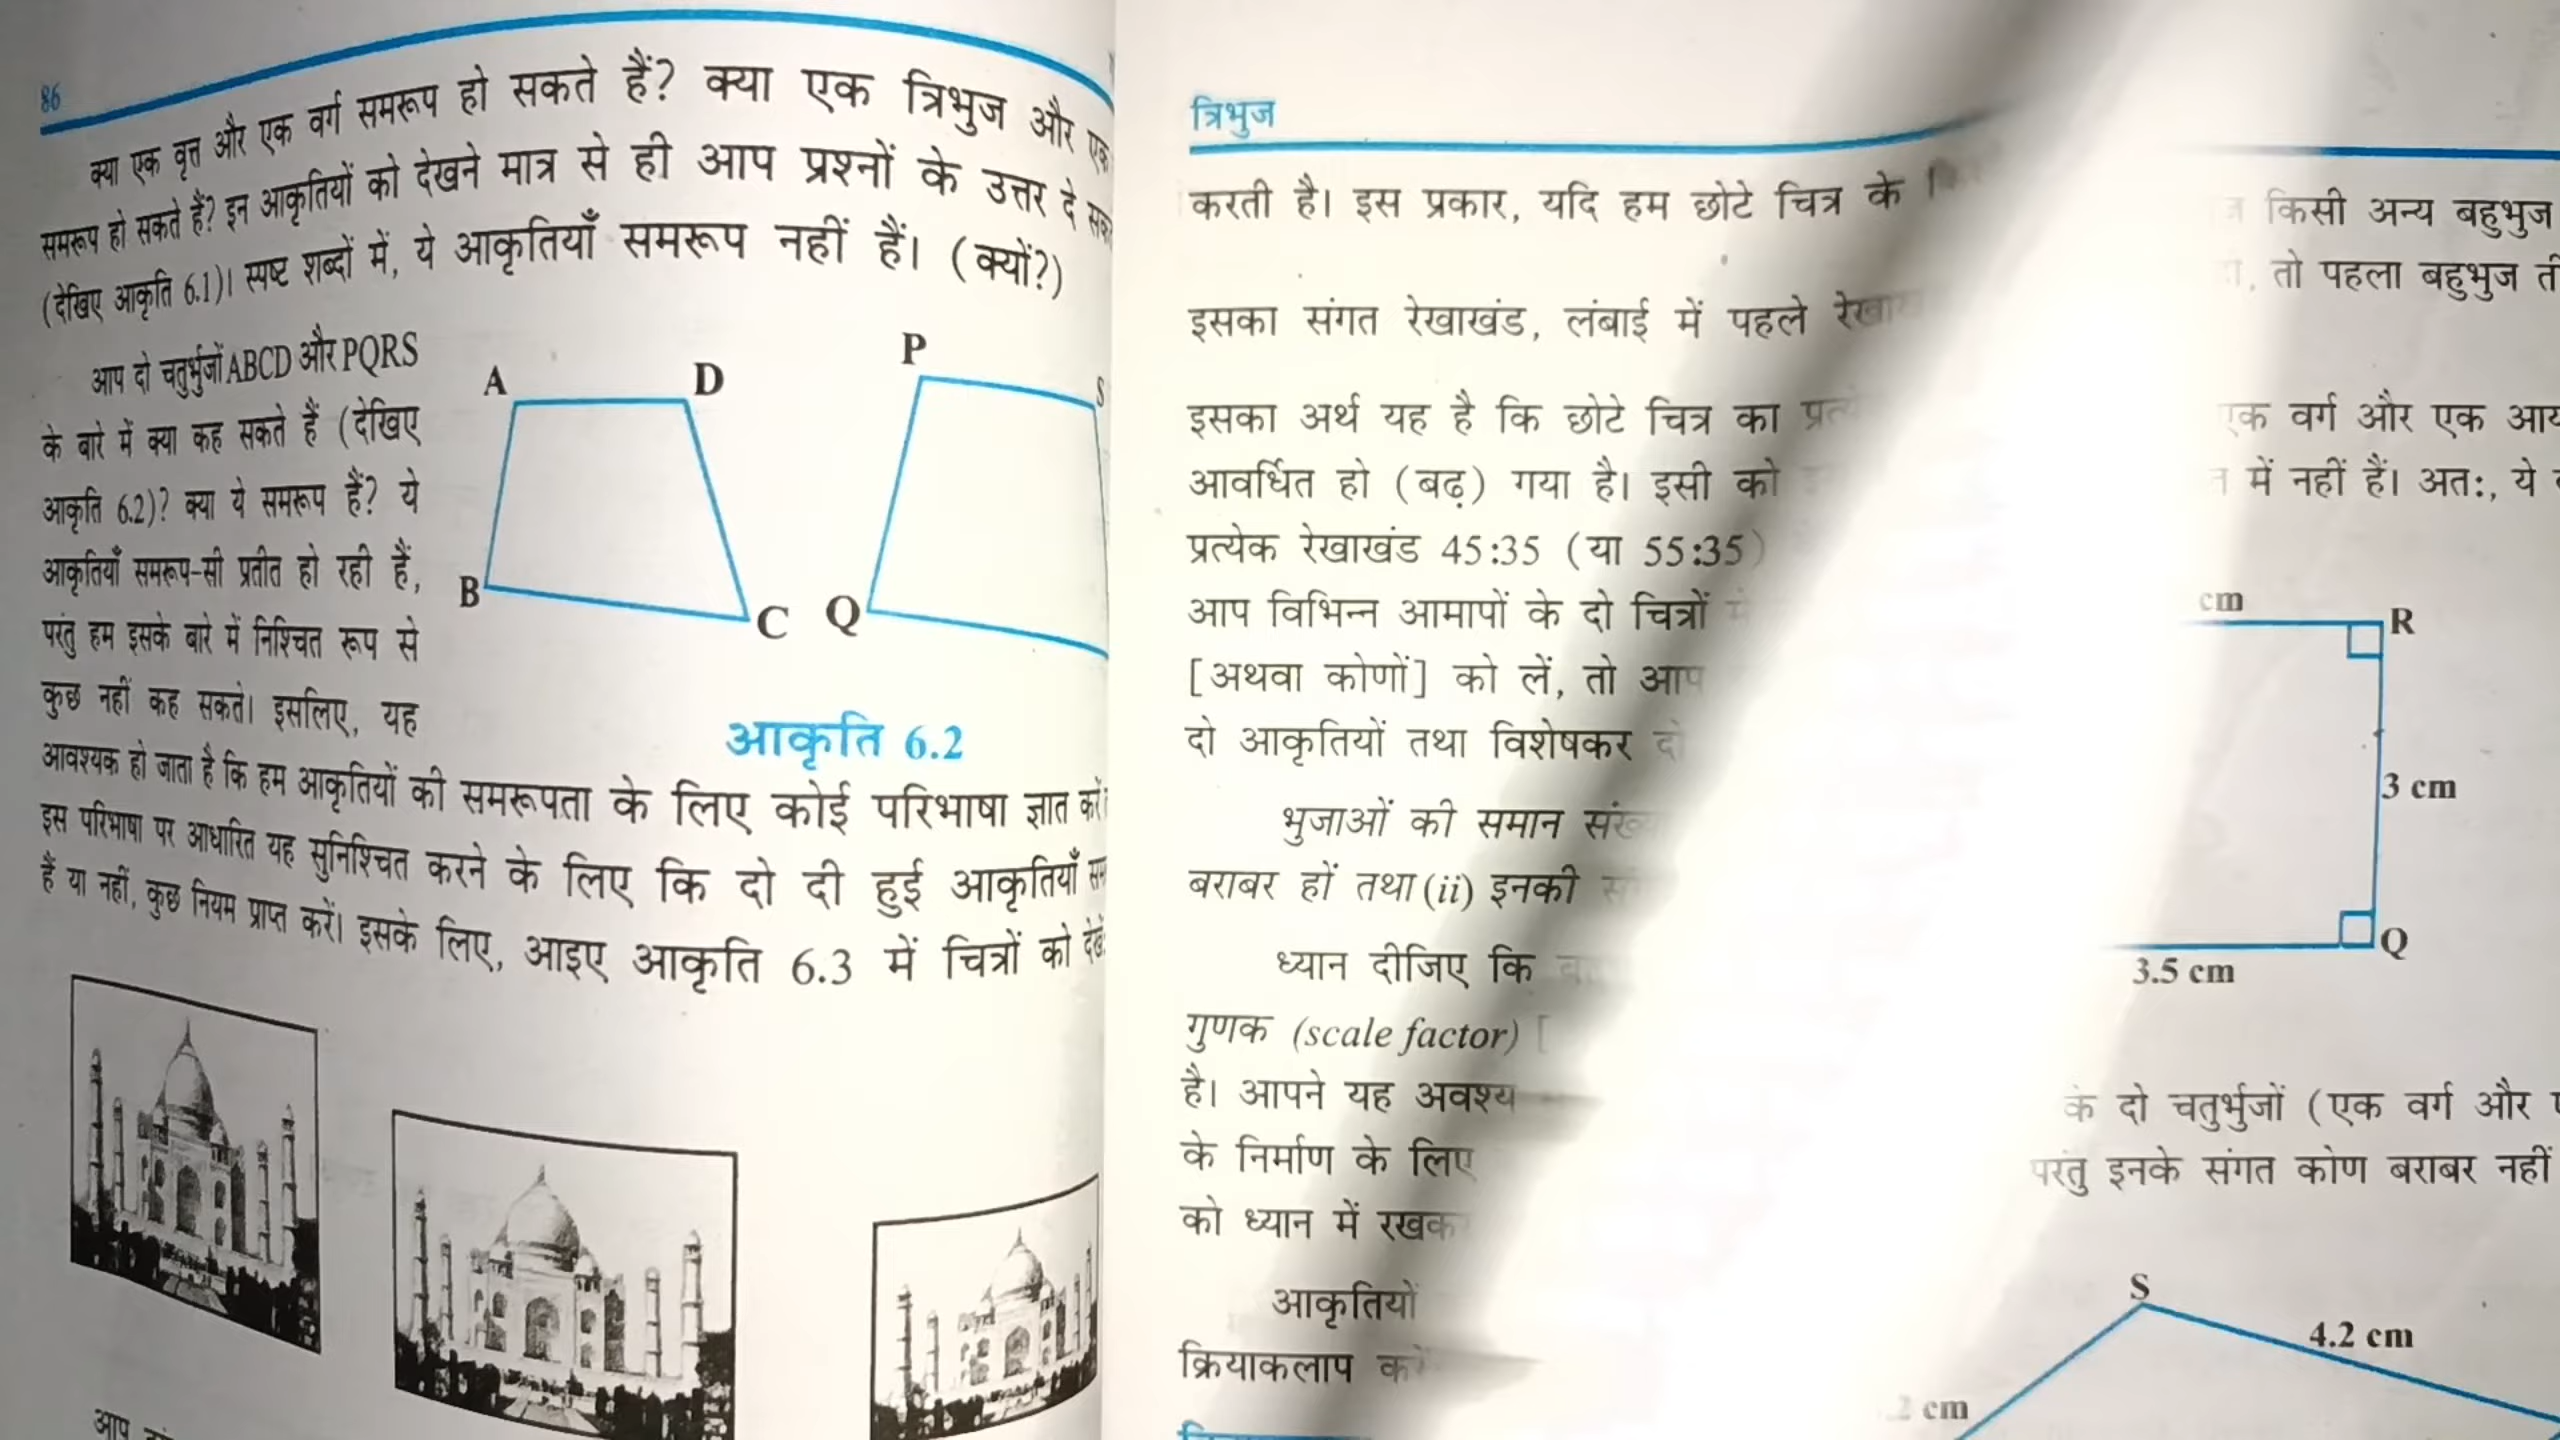 86
क्या एक वृत्त और एक वर्ग समरूप हो सकते हैं? क्या एक त्रिभुज और एक
समरूप हो सकते हैं? इन आकृतियों को देखने मात्र से ही आप प्रश्नों के उत्तर दे
(देखिए आकृति 6.1)। स्पष्ट शब्दों में, ये आकृतियाँ समरूप नहीं हैं। (क्यों?)
आप दो चतुर्भुजों ABCD और PQRS
के बारे में क्या कह सकते हैं (देखिए
आकृति 6.2)? क्या ये समरूप हैं? ये
आकृतियाँ समरूप-सी प्रतीत हो रही हैं,
परंतु हम इसके बारे में निश्चित रूप से
कुछ नहीं कह सकते। इसलिए, यह
A
D
B
C
P
S
Q
आकृति 6.2
आवश्यक हो जाता है कि हम आकृतियों की समरूपता के लिए कोई परिभाषा ज्ञात करें
इस परिभाषा पर आधारित यह सुनिश्चित करने के लिए कि दो दी हुई आकृतियाँ
हैं या नहीं, कुछ नियम प्राप्त करें। इसके लिए, आइए आकृति 6.3 में चित्रों को
आप
त्रिभुज
करती है। इस प्रकार, यदि हम छोटे चित्र के
इसका संगत रेखाखंड, लंबाई में पहले
इसका अर्थ यह है कि छोटे चित्र का
आवर्धित हो (बढ़) गया है। इसी को
प्रत्येक रेखाखंड 45:35 (या 55:35)
आप विभिन्न आमापों के दो चित्रों
[अथवा कोणों] को लें, तो आप
दो आकृतियों तथा विशेषकर दो
भुजाओं की समान
बराबर हों तथा (ii) इनकी
ध्यान दीजिए कि
गुणक (scale factor) [
है। आपने यह अवश्य
के निर्माण के लिए
को ध्यान में रखकर
आकृतियों
क्रियाकलाप करें
किसी अन्य बहुभुज
तो पहला बहुभुज
एक वर्ग और एक
में नहीं हैं। अतः, ये
cm
R
3 cm
Q
3.5 cm
के दो चतुर्भुजों (एक वर्ग और
परंतु इनके संगत कोण बराबर नहीं
S
4.2 cm
2 cm